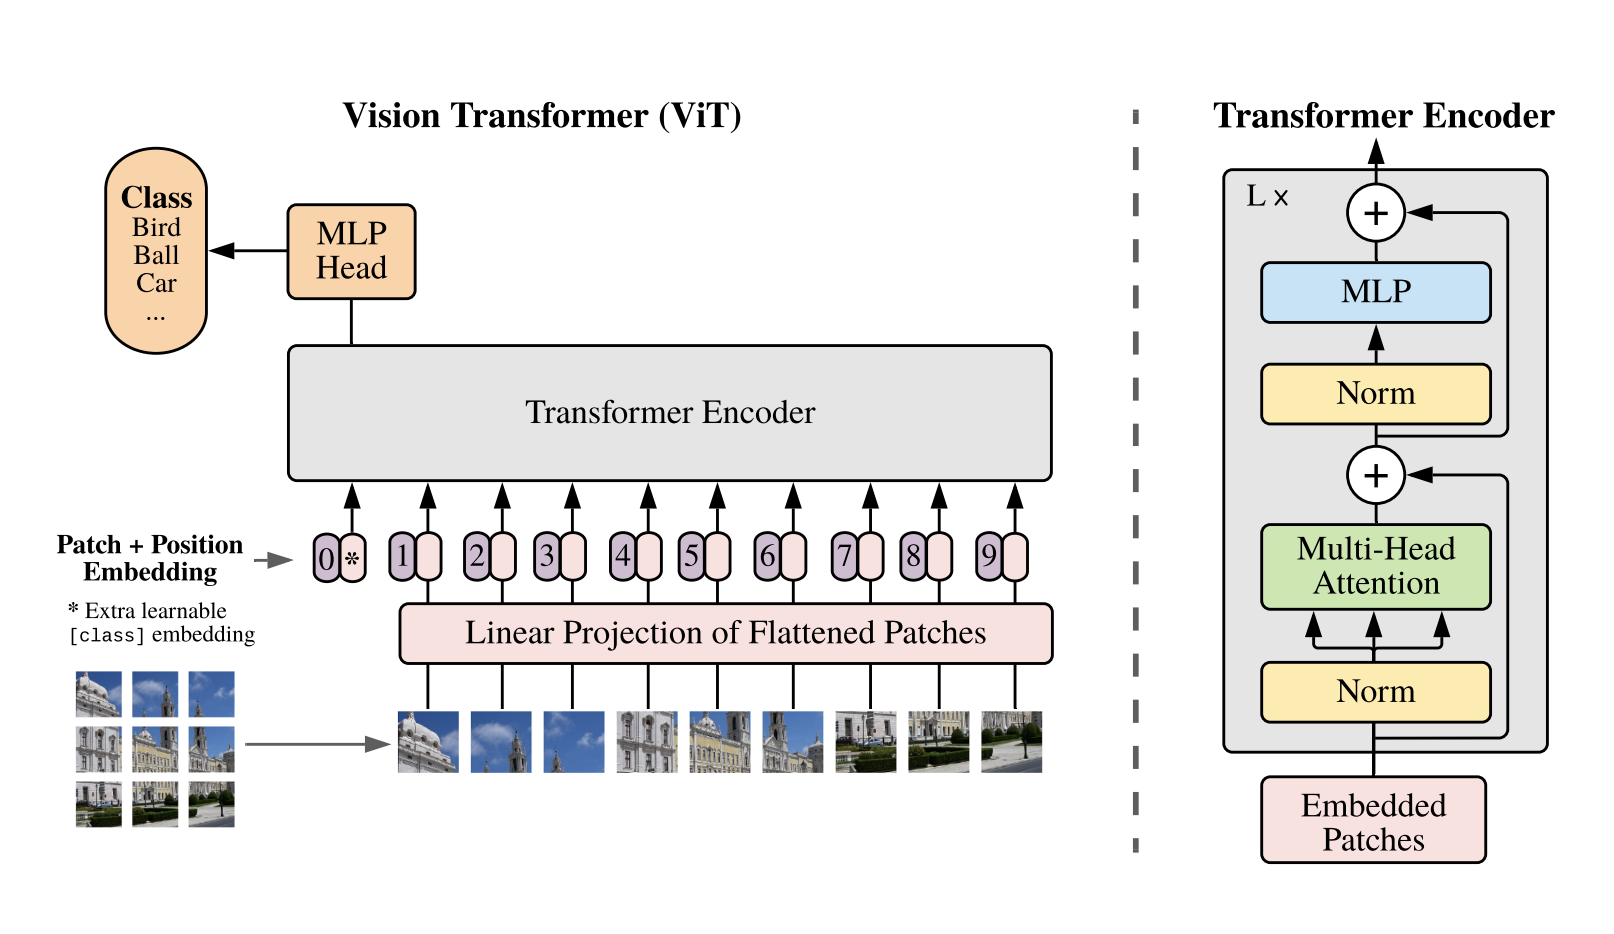 Vision Transformer (ViT)
Class
Bird
Ball
Car
...
MLP
Head
Transformer Encoder
Patch + Position
Embedding
* Extra learnable
[class] embedding
0 * 1 2 3 4 5 6 7 8 9
Linear Projection of Flattened Patches
Transformer Encoder
L ×
+
MLP
Norm
+
Multi-Head
Attention
Norm
Embedded
Patches